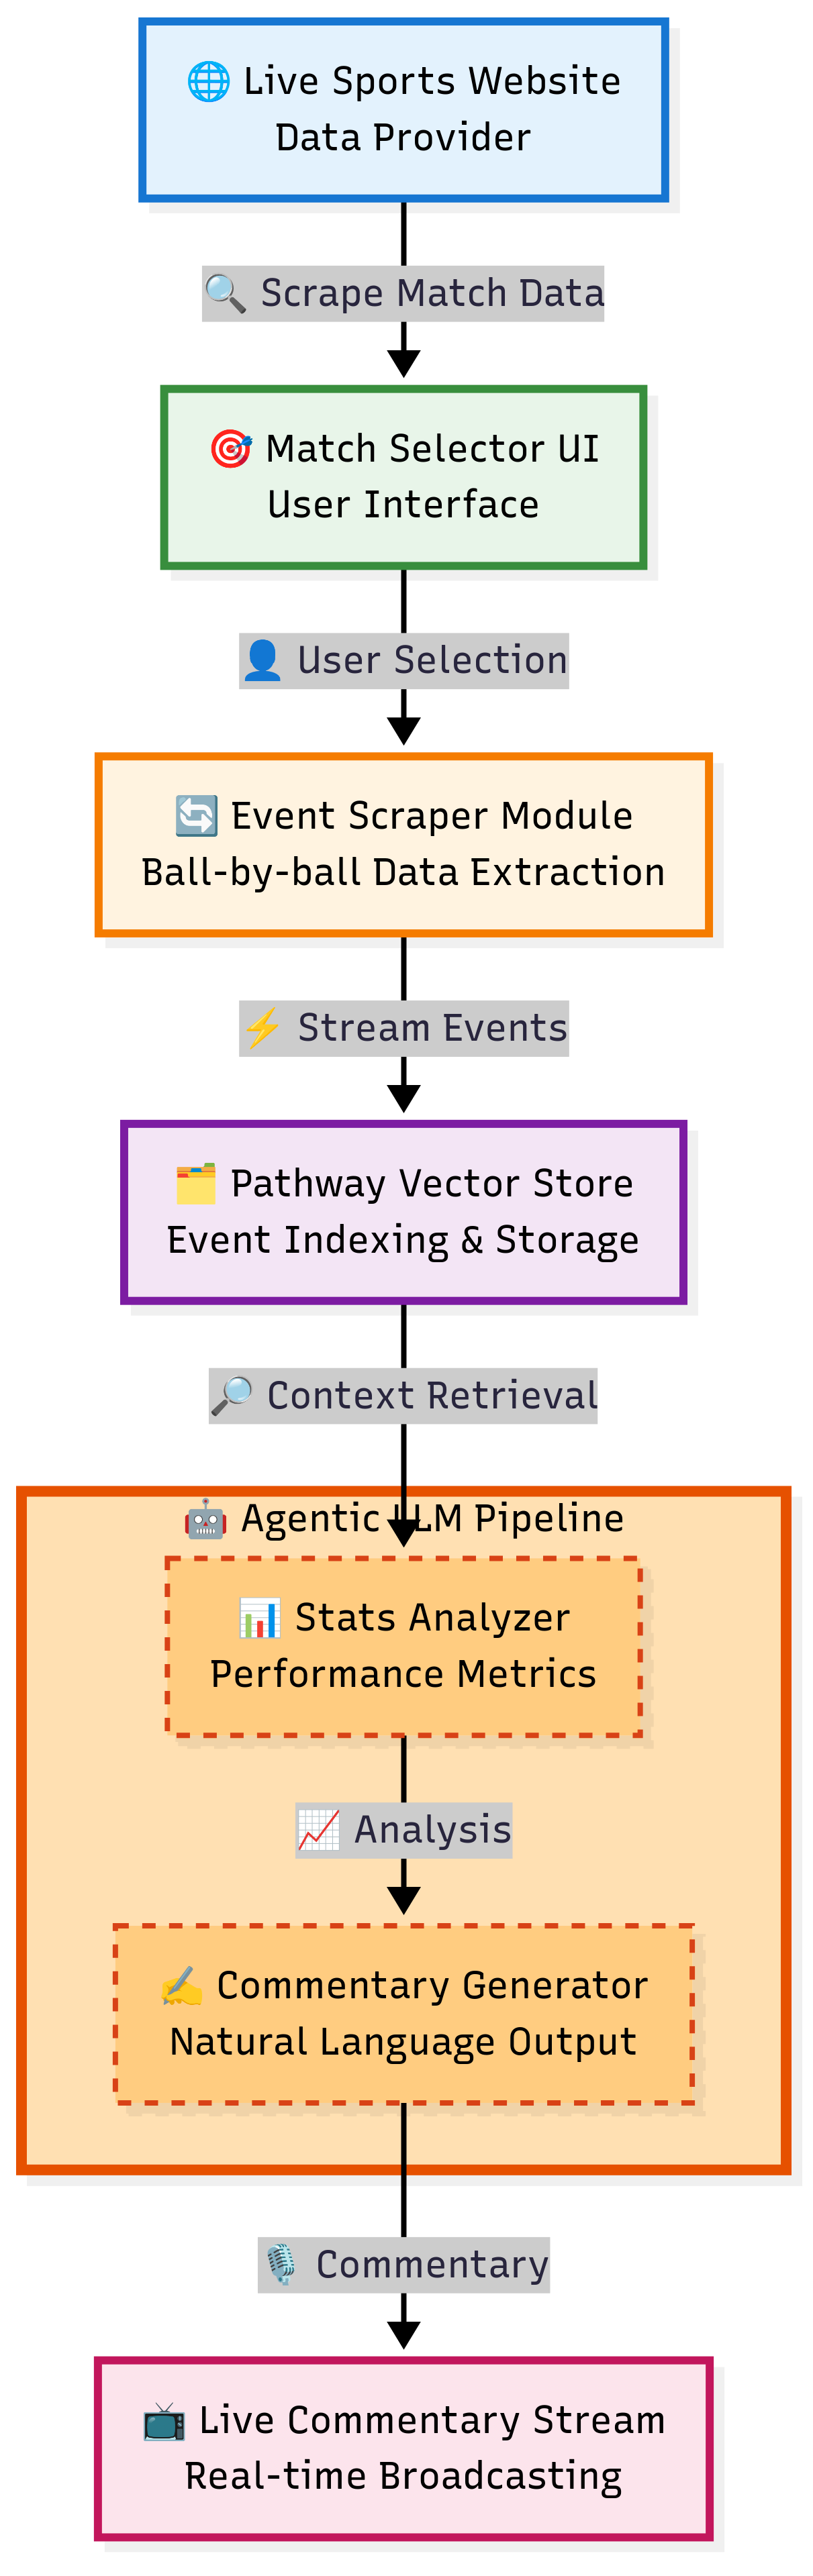 Live Sports Website
Data Provider
Scrape Match Data
Match Selector UI
User Interface
User Selection
Event Scraper Module
Ball-by-ball Data Extraction
Stream Events
Pathway Vector Store
Event Indexing & Storage
Context Retrieval
Agentic LLM Pipeline
Stats Analyzer
Performance Metrics
Analysis
Commentary Generator
Natural Language Output
Commentary
Live Commentary Stream
Real-time Broadcasting